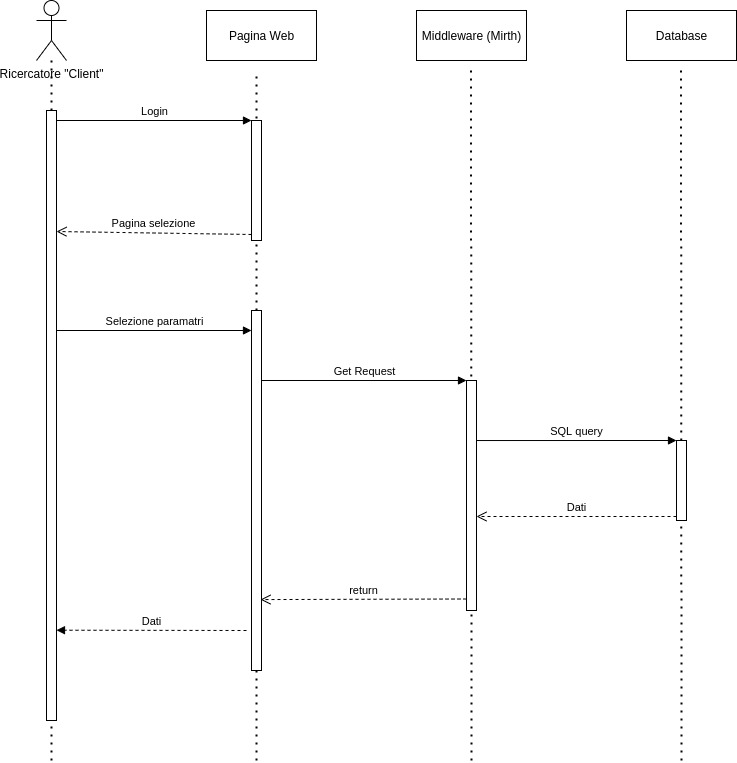 Ricercatore "Client"
Pagina Web
Middleware (Mirth)
Database
Login
Pagina selezione
Selezione paramatri
Get Request
SQL query
Dati
return
Dati